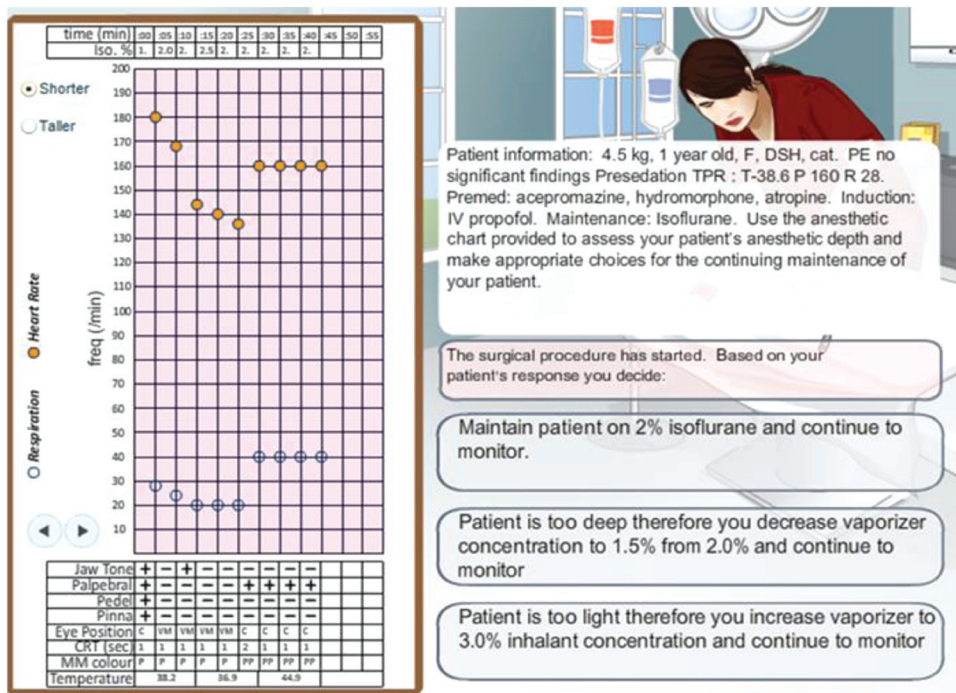 time (min) :00 :05 :10 :15 :20 :25 :30 :35 :40 :45 :50 :55
Iso. % 1. 2.0 2. 2.5 2. 2. 2. 2. 2.
Shorter
Taller
200
190
180
170
160
150
140
130
120
110
100
90
80
70
60
50
40
30
20
10
freq (/min)
Heart Rate
Respiration
Jaw Tone + − + − − − − − −
Palpebral + − − − − + + + +
Pedel + − − − − − − − −
Pinna + − − − − − − − −
Eye Position C VM VM VM VM C C C C
CRT (sec) 1 1 1 1 1 2 1 1 1
MM colour P P P P P PP PP PP PP
Temperature 38.2 36.9 44.9
Patient information: 4.5 kg, 1 year old, F, DSH, cat. PE no
significant findings Presedation TPR : T-38.6 P 160 R 28.
Premed: acepromazine, hydromorphone, atropine. Induction:
IV propofol. Maintenance: Isoflurane. Use the anesthetic
chart provided to assess your patient's anesthetic depth and
make appropriate choices for the continuing maintenance of
your patient.
The surgical procedure has started. Based on your
patient's response you decide:
Maintain patient on 2% isoflurane and continue to
monitor.
Patient is too deep therefore you decrease vaporizer
concentration to 1.5% from 2.0% and continue to
monitor
Patient is too light therefore you increase vaporizer to
3.0% inhalant concentration and continue to monitor